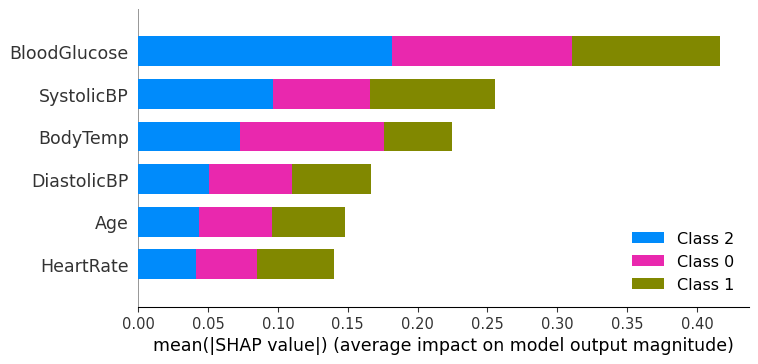 BloodGlucose
SystolicBP
BodyTemp
DiastolicBP
Age
HeartRate
Class 2
Class 0
Class 1
0.00 0.05 0.10 0.15 0.20 0.25 0.30 0.35 0.40
mean(|SHAP value|) (average impact on model output magnitude)